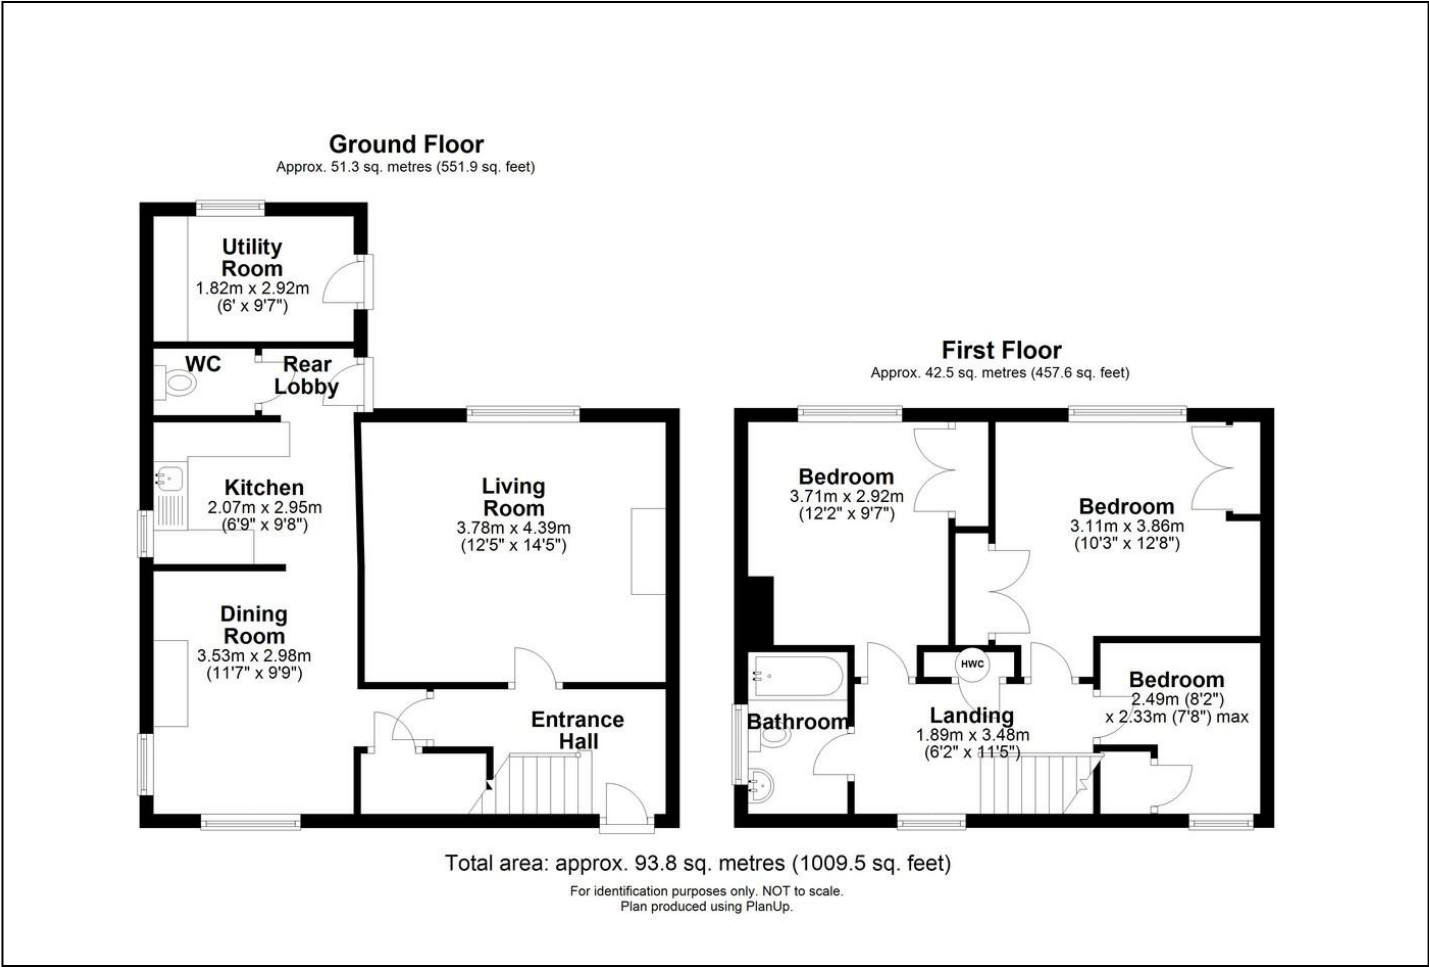 Ground Floor
Approx. 51.3 sq. metres (551.9 sq. feet)
Utility
Room
1.82m x 2.92m
(6' x 9'7")
WC
Rear
Lobby
Kitchen
2.07m x 2.95m
(6'9" x 9'8")
Living
Room
3.78m x 4.39m
(12'5" x 14'5")
Dining
Room
3.53m x 2.98m
(11'7" x 9'9")
Entrance
Hall
First Floor
Approx. 42.5 sq. metres (457.6 sq. feet)
Bedroom
3.71m x 2.92m
(12'2" x 9'7")
Bedroom
3.11m x 3.86m
(10'3" x 12'8")
HWC
Bedroom
2.49m (8'2")
x 2.33m (7'8") max
Bathroom
Landing
1.89m x 3.48m
(6'2" x 11'5")
Total area: approx. 93.8 sq. metres (1009.5 sq. feet)
For identification purposes only. NOT to scale.
Plan produced using PlanUp.